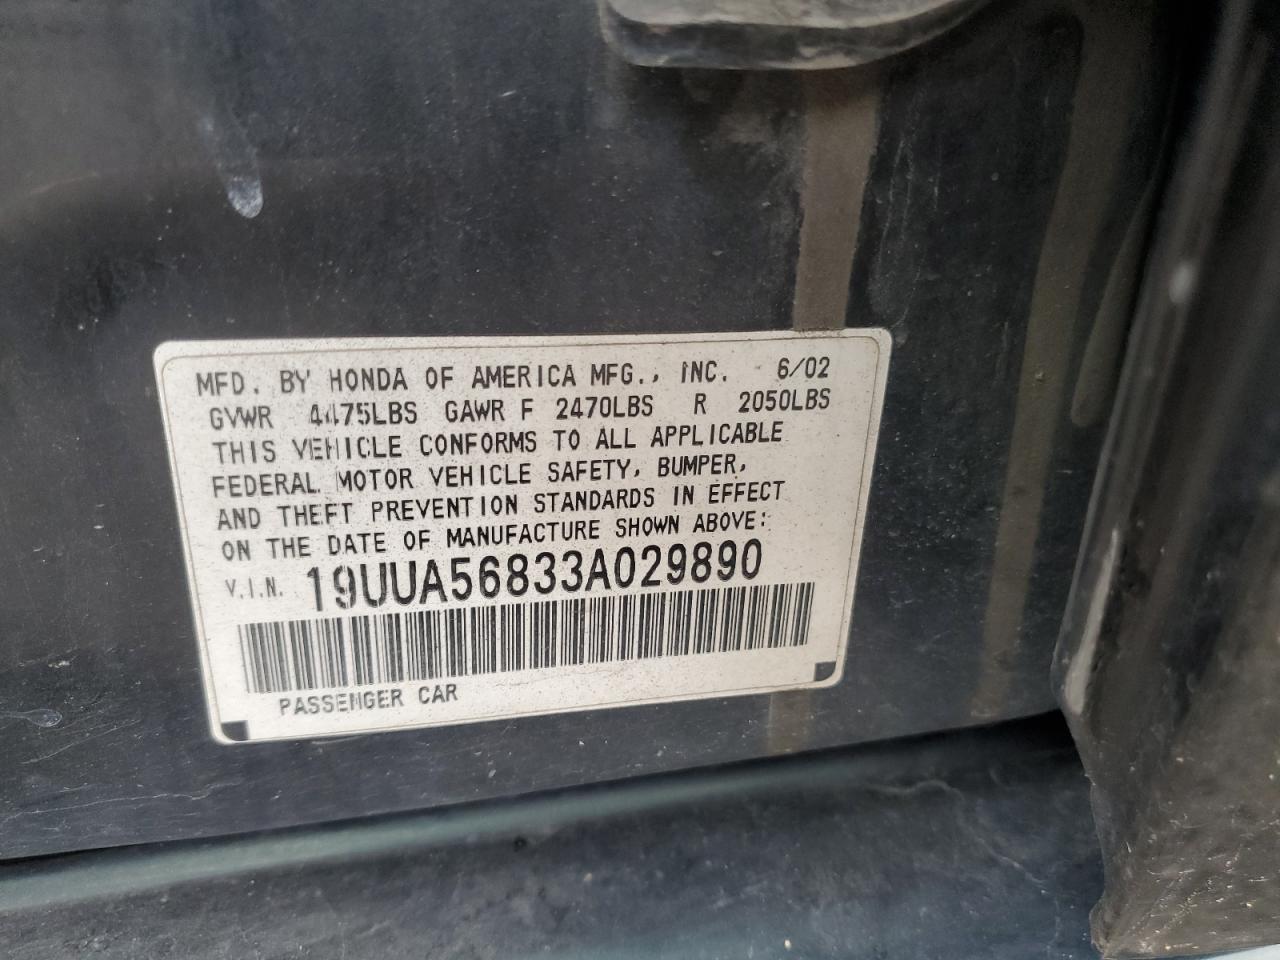 MFD. BY HONDA OF AMERICA MFG., INC. 6/02
GVWR 4475LBS GAWR F 2470LBS R 2050LBS
THIS VEHICLE CONFORMS TO ALL APPLICABLE
FEDERAL MOTOR VEHICLE SAFETY, BUMPER,
AND THEFT PREVENTION STANDARDS IN EFFECT
ON THE DATE OF MANUFACTURE SHOWN ABOVE:
V.I.N. 19UUA56833A029890
PASSENGER CAR